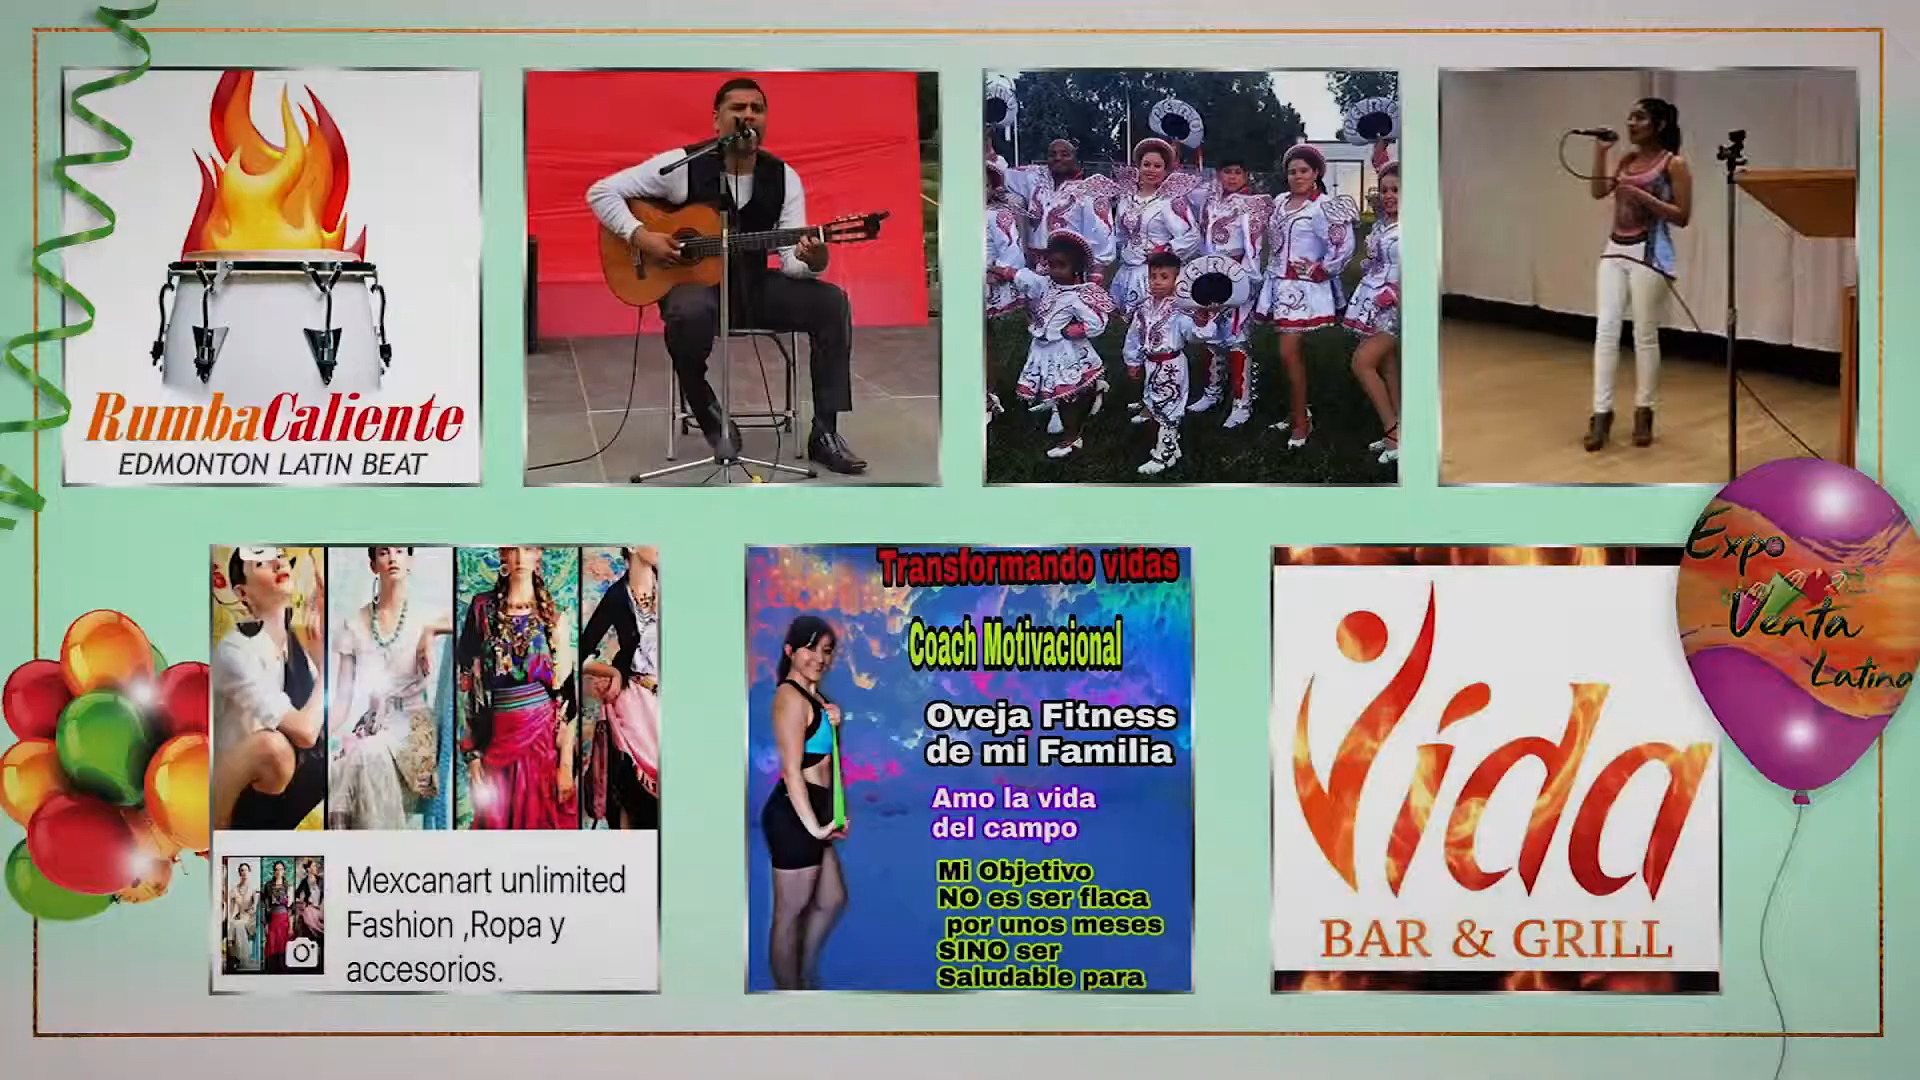 RumbaCaliente
EDMONTON LATIN BEAT
Expo
Venta
Latina
Mexcanart unlimited
Fashion ,Ropa y
accesorios.
Transformando vidas
Coach Motivacional
Oveja Fitness
de mi Familia
Amo la vida
del campo
Mi Objetivo
NO es ser flaca
por unos meses
SINO ser
Saludable para
Vida
BAR & GRILL